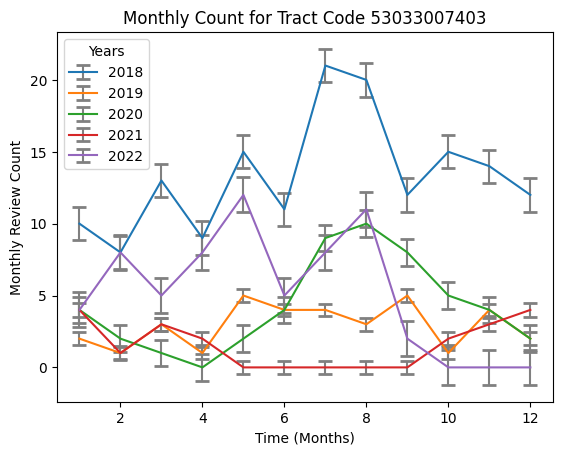 Monthly Count for Tract Code 53033007403
Years
2018
2019
2020
2021
2022
Monthly Review Count
20
15
10
5
0
2 4 6 8 10 12
Time (Months)